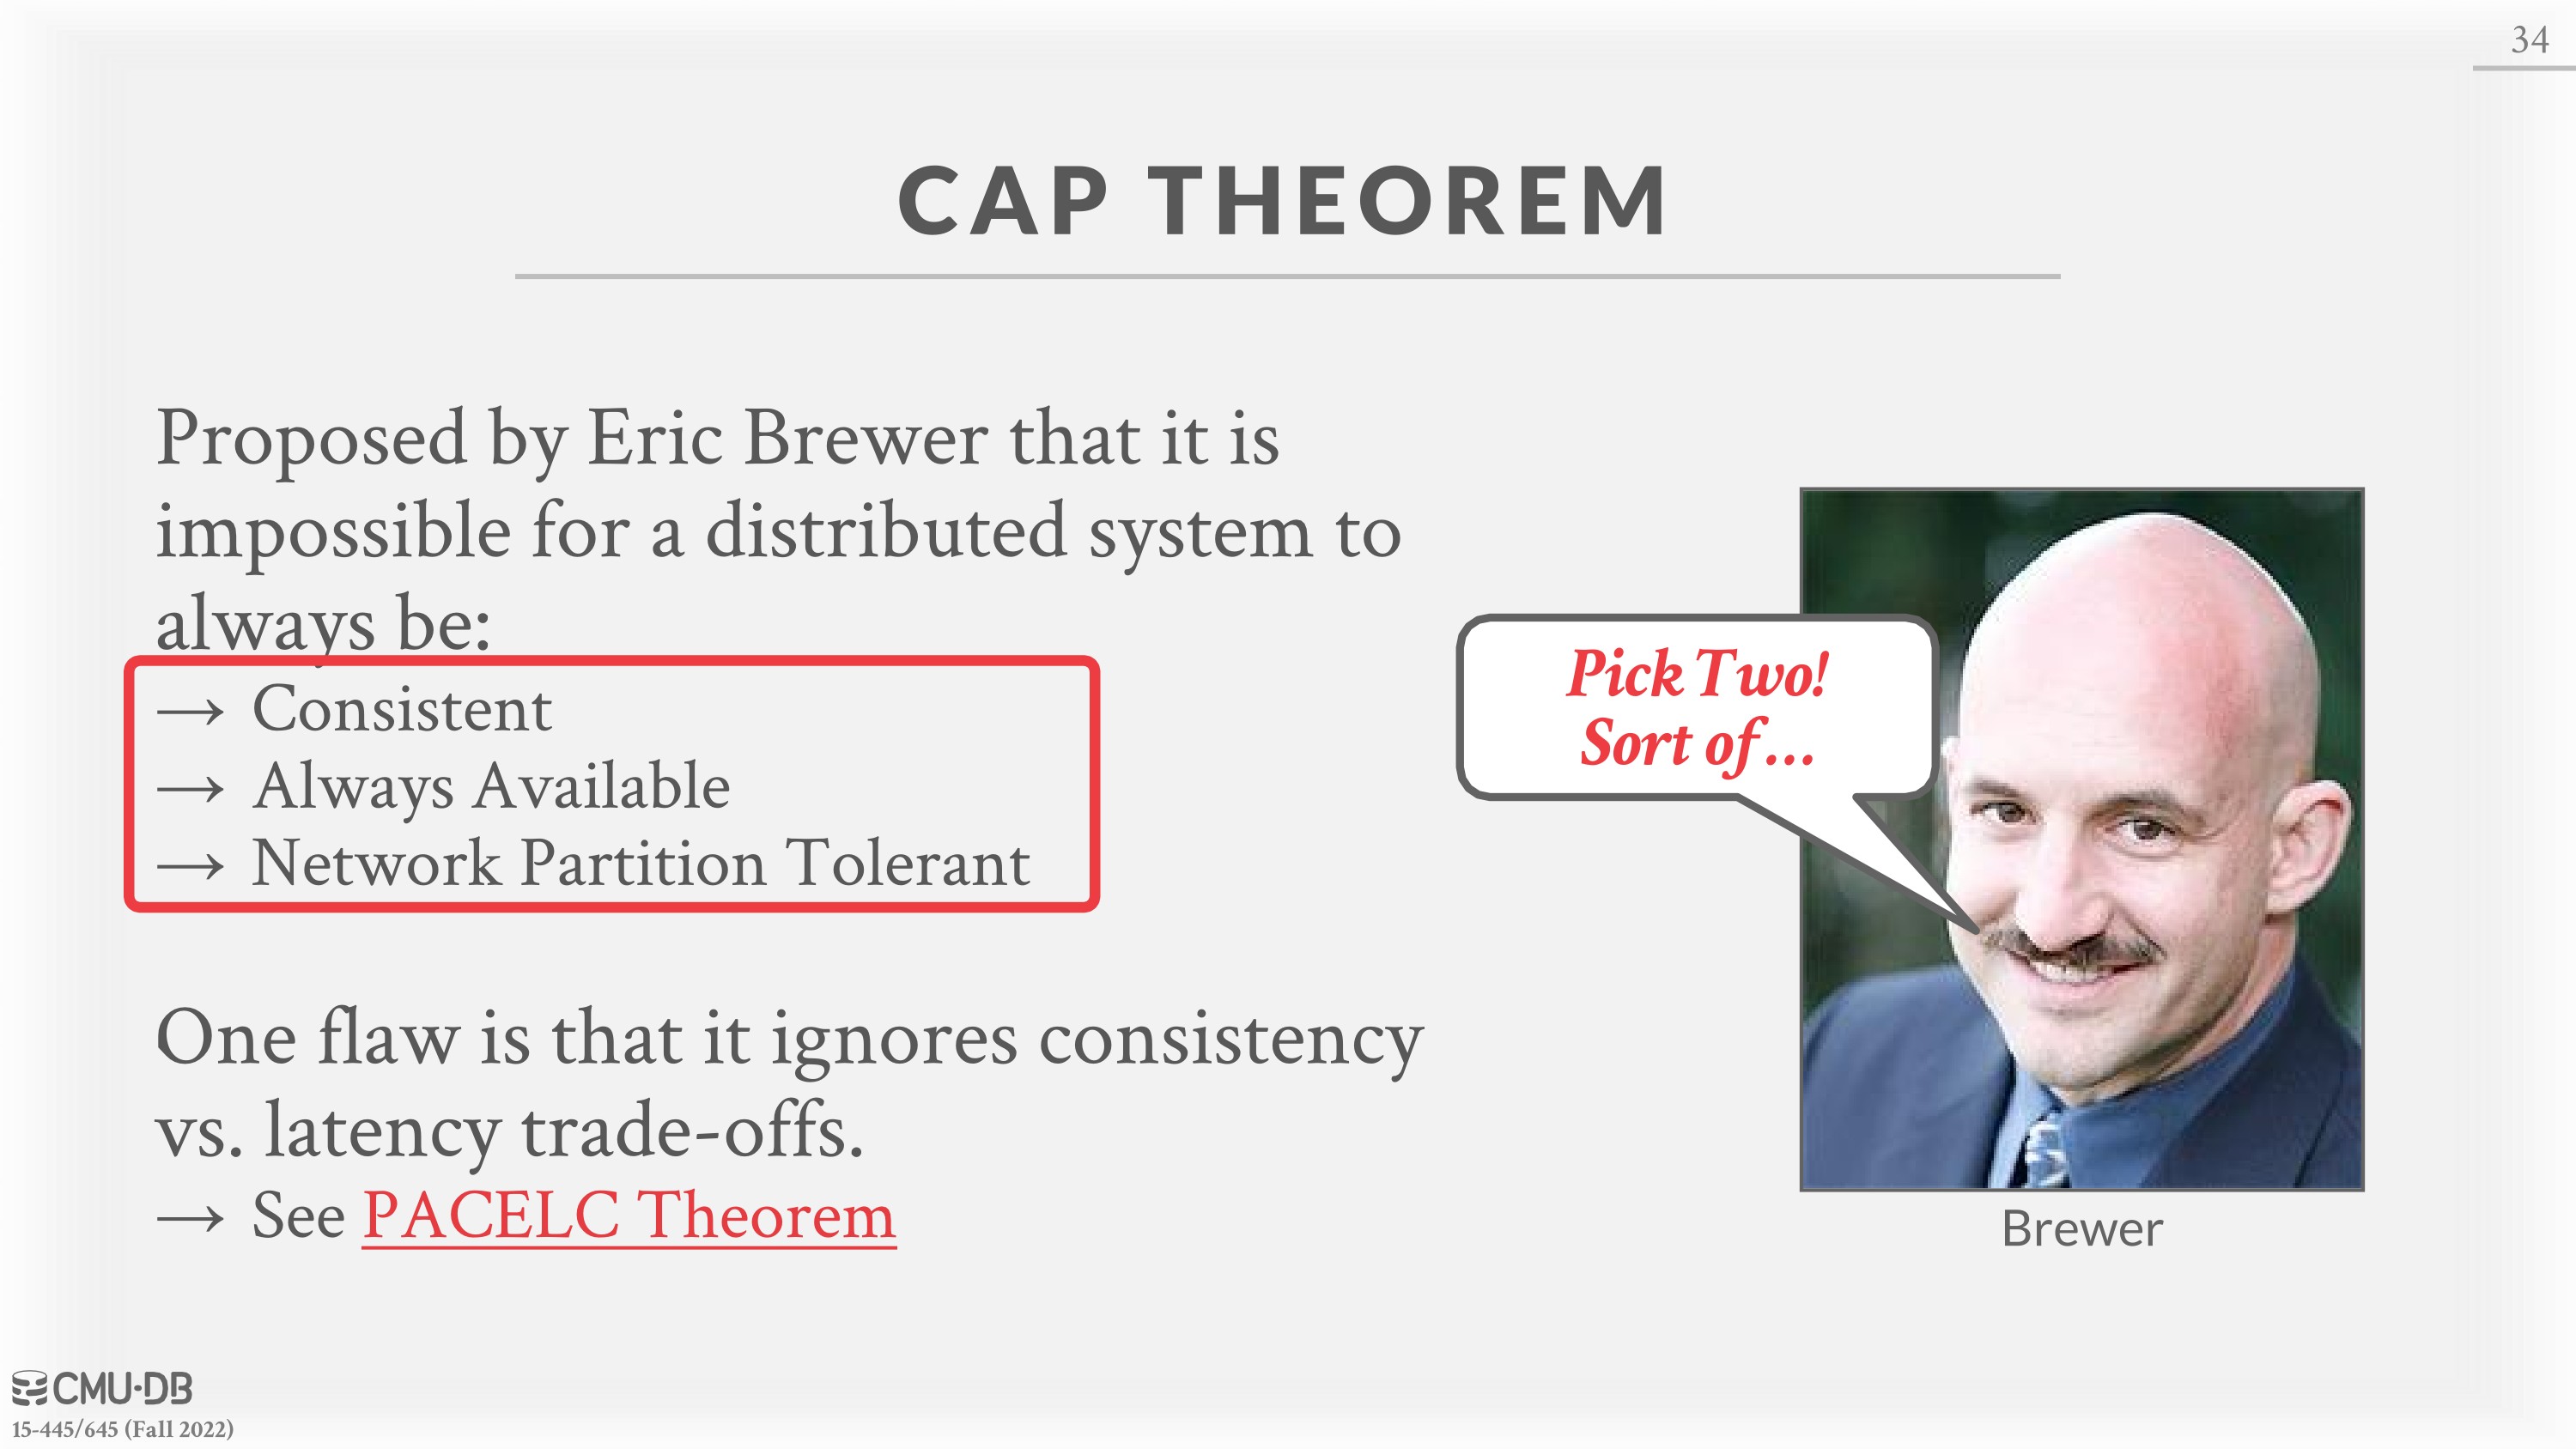 34
CAP THEOREM
Proposed by Eric Brewer that it is
impossible for a distributed system to
always be:
→ Consistent
→ Always Available
→ Network Partition Tolerant
One flaw is that it ignores consistency
vs. latency trade-offs.
→ See PACELC Theorem
Pick Two!
Sort of…
Brewer
CMU·DB
15-445/645 (Fall 2022)